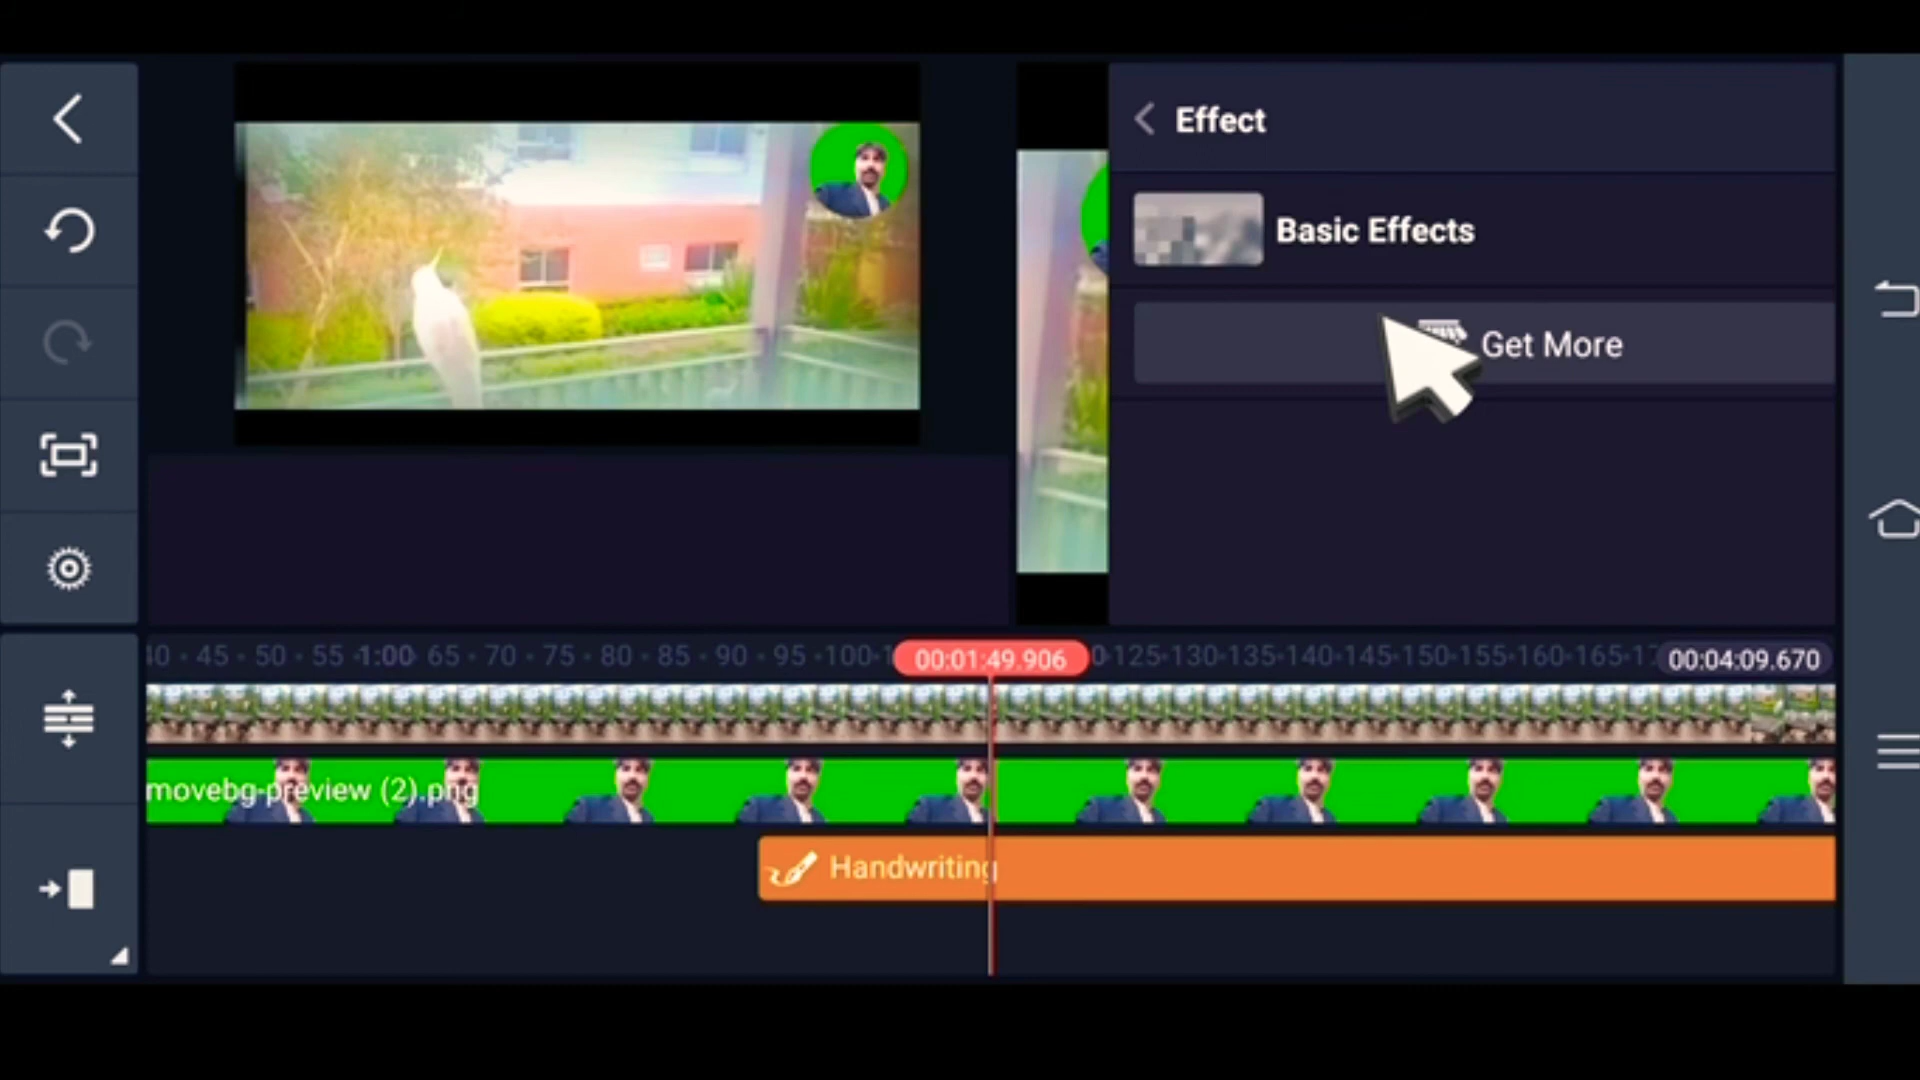 Effect
Basic Effects
Get More
40 45 50 55 1:00 65 70 75 80 85 90 95 100 00:01:49.906 125 130 135 140 145 150 155 160 165 00:04:09.670
movebg-preview (2).png
Handwriting